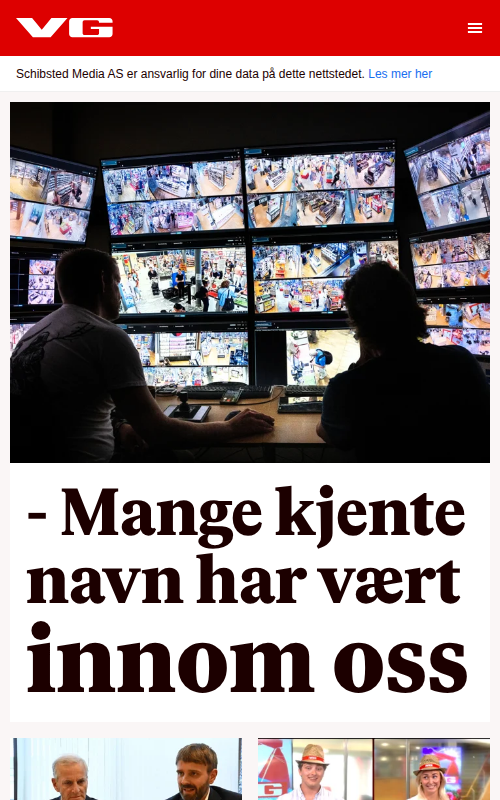 VG
Schibsted Media AS er ansvarlig for dine data på dette nettstedet. Les mer her
- Mange kjente
navn har vært
innom oss